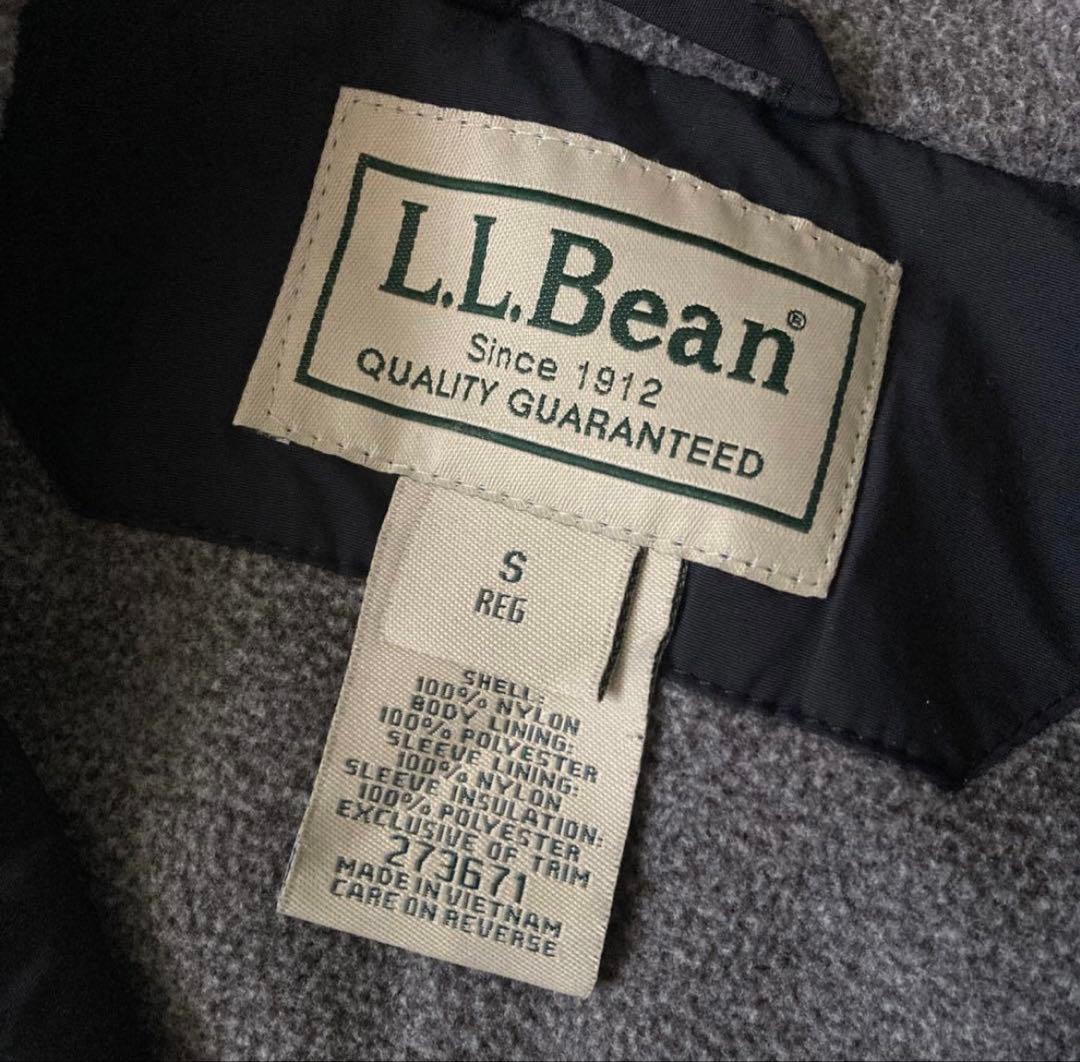 L.L.Bean®
Since 1912
QUALITY GUARANTEED
S
REG
SHELL:
100% NYLON
BODY LINING:
100% POLYESTER
SLEEVE LINING:
100% NYLON
SLEEVE INSULATION:
100% POLYESTER
EXCLUSIVE OF TRIM
273671
MADE IN VIETNAM
CARE ON REVERSE